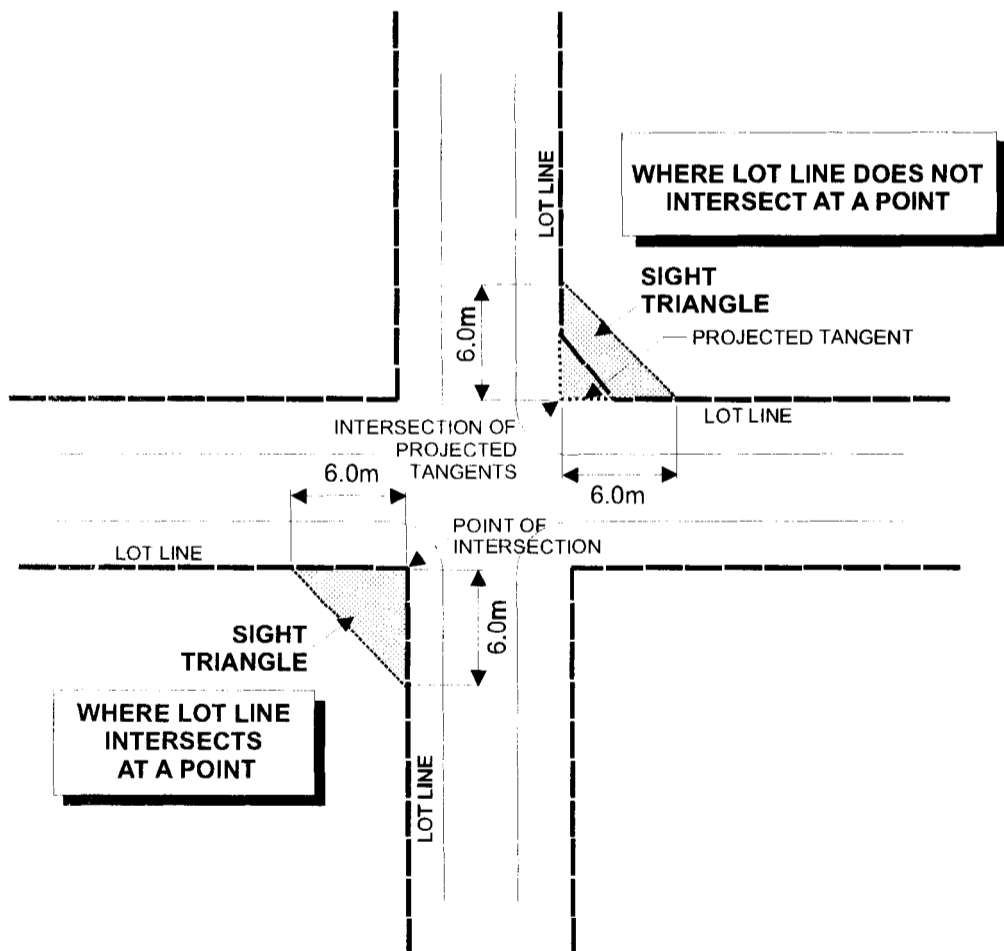 LOT LINE
WHERE LOT LINE DOES NOT
INTERSECT AT A POINT
SIGHT
TRIANGLE
6.0m
PROJECTED TANGENT
LOT LINE
INTERSECTION OF
PROJECTED
TANGENTS
6.0m
6.0m
POINT OF
INTERSECTION
LOT LINE
6.0m
SIGHT
TRIANGLE
WHERE LOT LINE
INTERSECTS
AT A POINT
LOT LINE